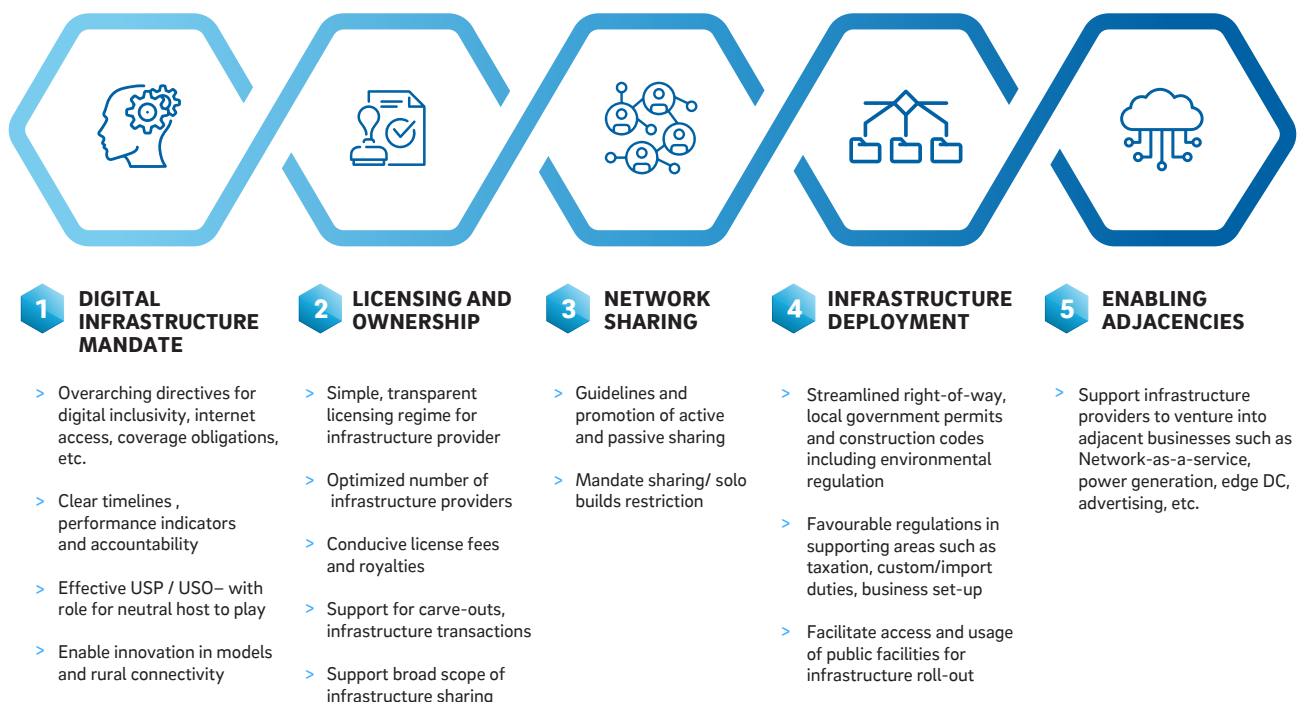 1
DIGITAL
INFRASTRUCTURE
MANDATE
> Overarching directives for
digital inclusivity, internet
access, coverage obligations,
etc.
> Clear timelines ,
performance indicators
and accountability
> Effective USP / USO– with
role for neutral host to play
> Enable innovation in models
and rural connectivity
2
LICENSING AND
OWNERSHIP
> Simple, transparent
licensing regime for
infrastructure provider
> Optimized number of
infrastructure providers
> Conducive license fees
and royalties
> Support for carve-outs,
infrastructure transactions
> Support broad scope of
infrastructure sharing
3
NETWORK
SHARING
> Guidelines and
promotion of active
and passive sharing
> Mandate sharing/ solo
builds restriction
4
INFRASTRUCTURE
DEPLOYMENT
> Streamlined right-of-way,
local government permits
and construction codes
including environmental
regulation
> Favourable regulations in
supporting areas such as
taxation, custom/import
duties, business set-up
> Facilitate access and usage
of public facilities for
infrastructure roll-out
5
ENABLING
ADJACENCIES
> Support infrastructure
providers to venture into
adjacent businesses such as
Network-as-a-service,
power generation, edge DC,
advertising, etc.